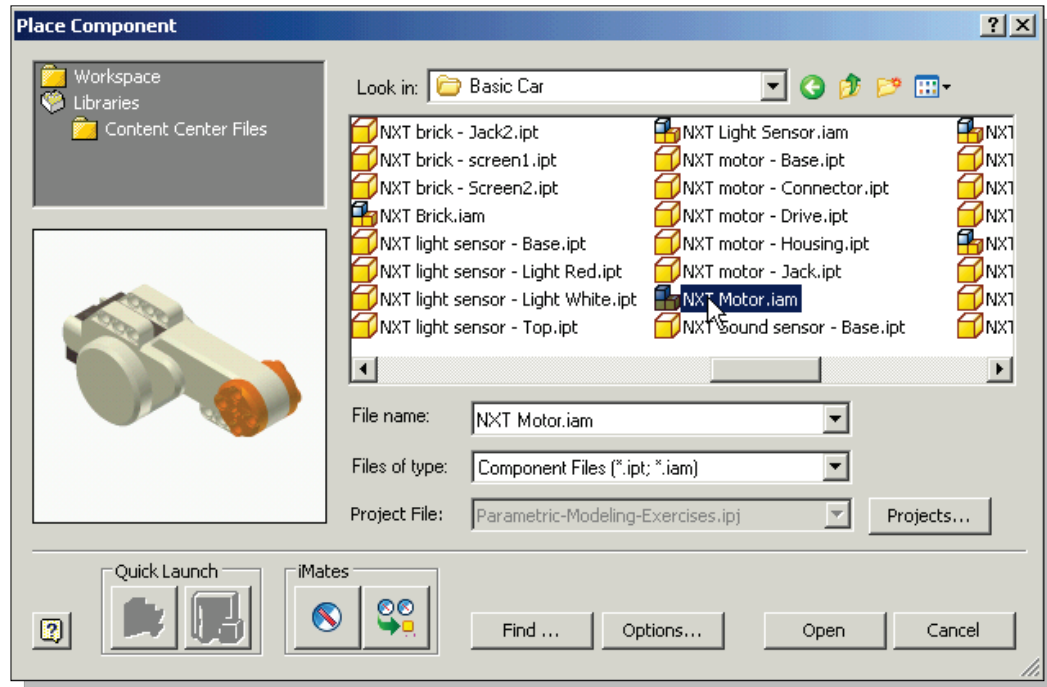 Place Component
Workspace
Libraries
Content Center Files
Look in: Basic Car
NXT brick - Jack2.ipt
NXT brick - screen1.ipt
NXT brick - Screen2.ipt
NXT Brick.iam
NXT light sensor - Base.ipt
NXT light sensor - Light Red.ipt
NXT light sensor - Light White.ipt
NXT light sensor - Top.ipt
NXT Light Sensor.iam
NXT motor - Base.ipt
NXT motor - Connector.ipt
NXT motor - Drive.ipt
NXT motor - Housing.ipt
NXT motor - Jack.ipt
NXT Motor.iam
NXT Sound sensor - Base.ipt
File name: NXT Motor.iam
Files of type: Component Files (*.ipt; *.iam)
Project File: Parametric-Modeling-Exercises.ipj Projects...
Quick Launch iMates
Find ... Options... Open Cancel